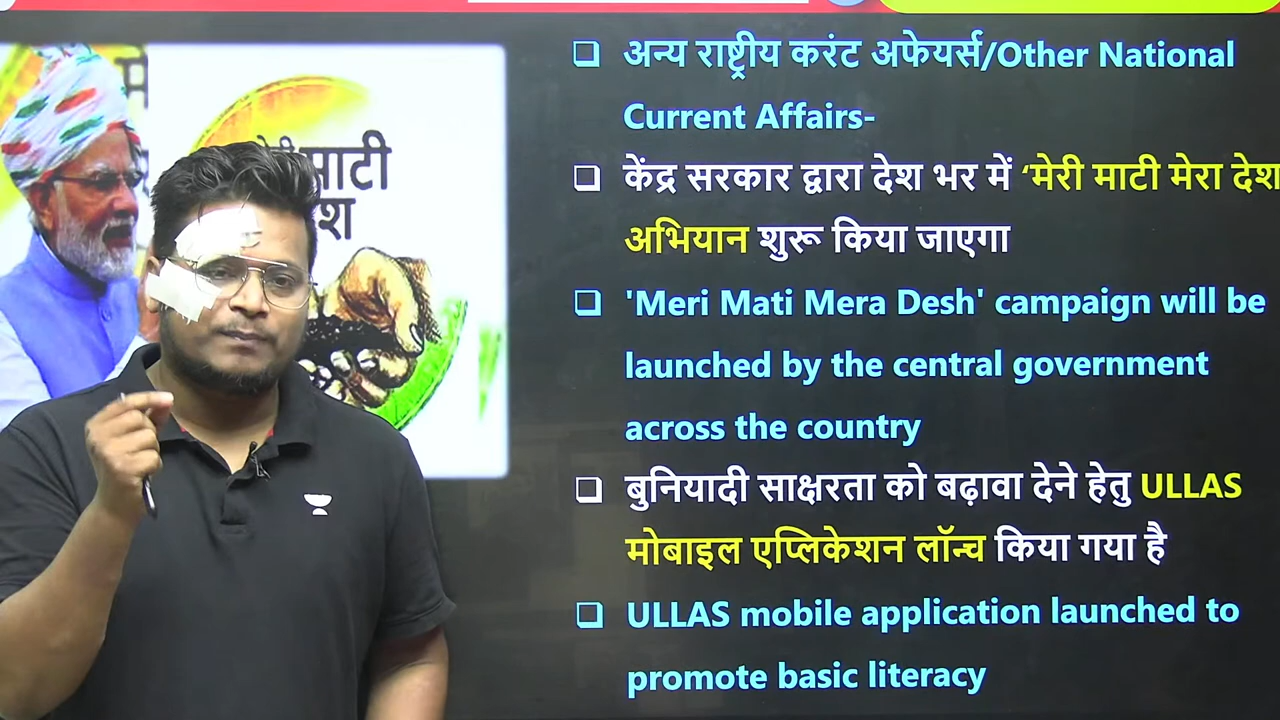 माटी
श
❑ अन्य राष्ट्रीय करंट अफेयर्स/Other National
Current Affairs-
❑ केंद्र सरकार द्वारा देश भर में ‘मेरी माटी मेरा देश
अभियान शुरू किया जाएगा
❑ 'Meri Mati Mera Desh' campaign will be
launched by the central government
across the country
❑ बुनियादी साक्षरता को बढ़ावा देने हेतु ULLAS
मोबाइल एप्लिकेशन लॉन्च किया गया है
❑ ULLAS mobile application launched to
promote basic literacy